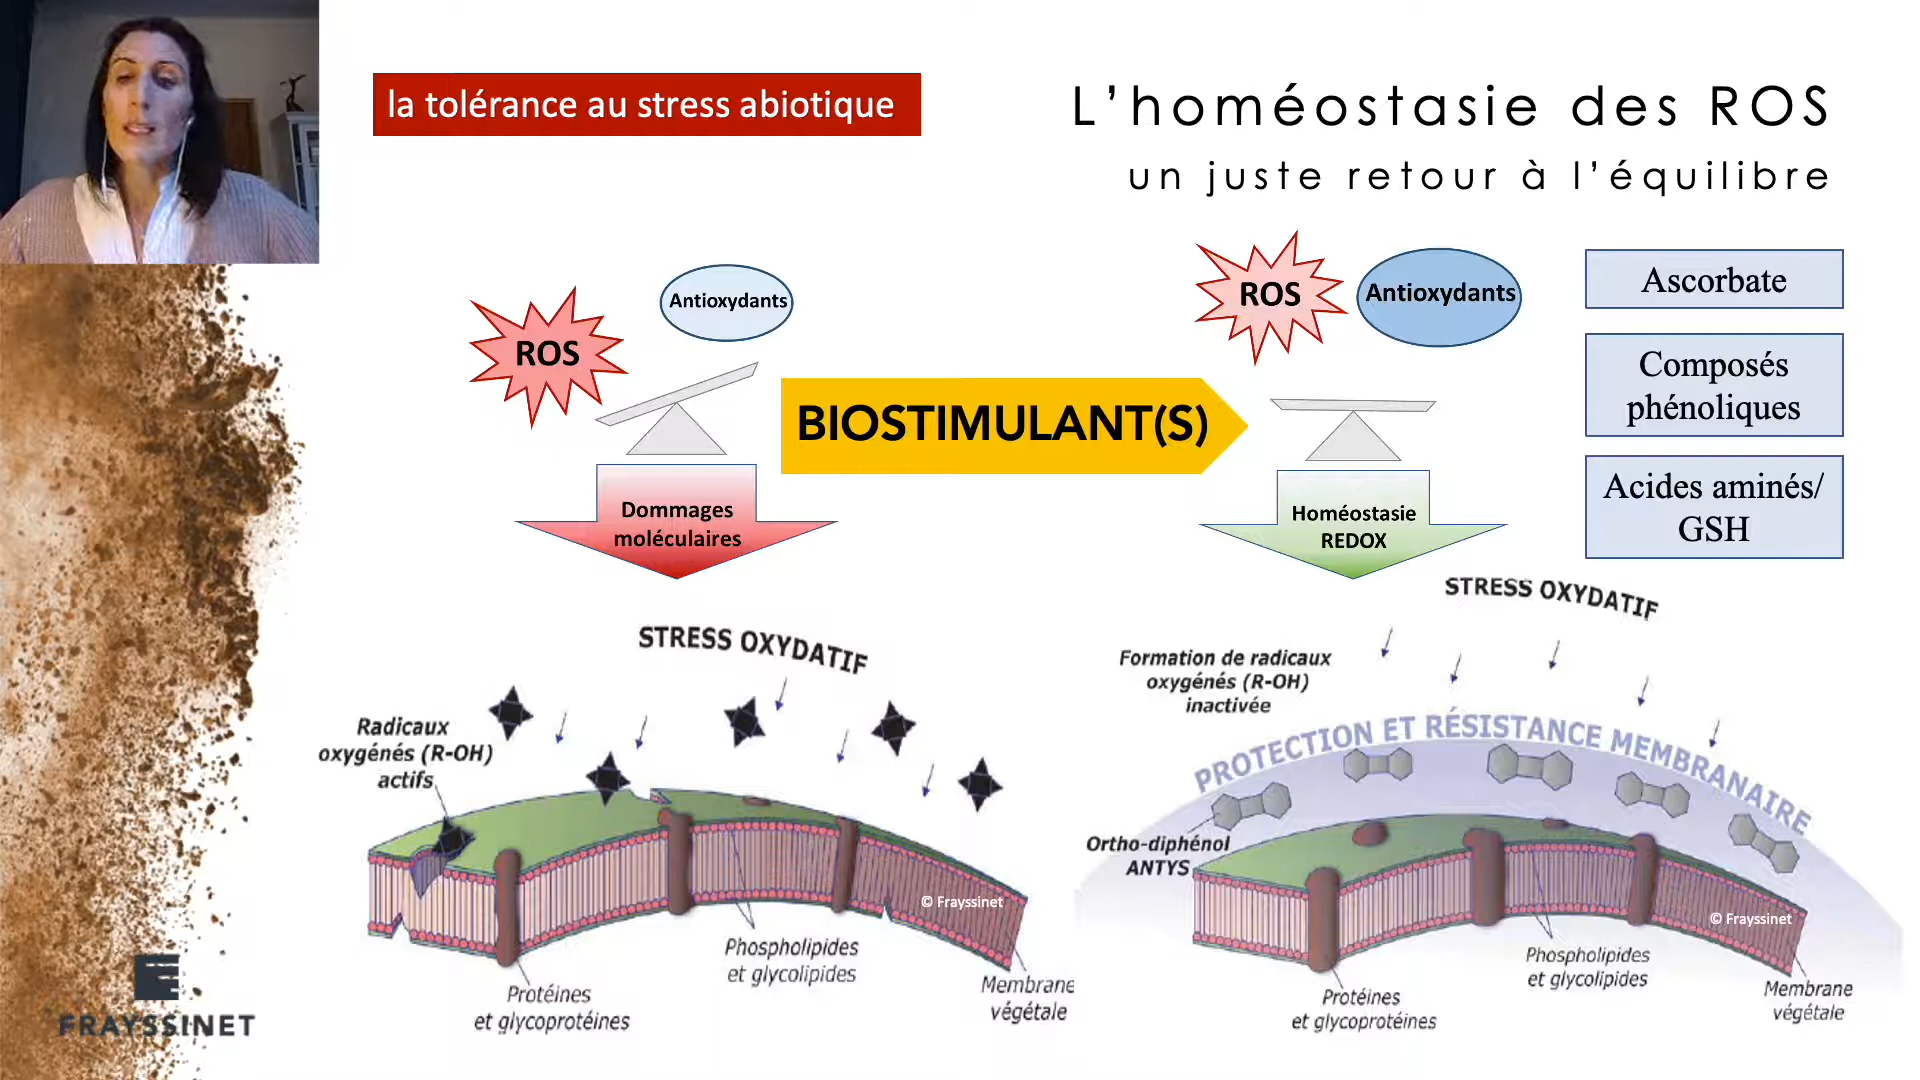 la tolérance au stress abiotique
L'homéostasie des ROS
un juste retour à l'équilibre
ROS
Antioxydants
BIOSTIMULANT(S)
Dommages
moléculaires
ROS
Antioxydants
Homéostasie
REDOX
Ascorbate
Composés
phénoliques
Acides aminés/
GSH
STRESS OXYDATIF
Radicaux
oxygénés (R-OH)
actifs
© Frayssinet
Phospholipides
et glycolipides
Protéines
et glycoprotéines
Membrane
végétale
STRESS OXYDATIF
Formation de radicaux
oxygénés (R-OH)
inactivée
PROTECTION ET RÉSISTANCE MEMBRANAIRE
Ortho-diphénol
ANTYS
© Frayssinet
Phospholipides
et glycolipides
Protéines
et glycoprotéines
Membrane
végétale
FRAYSSINET